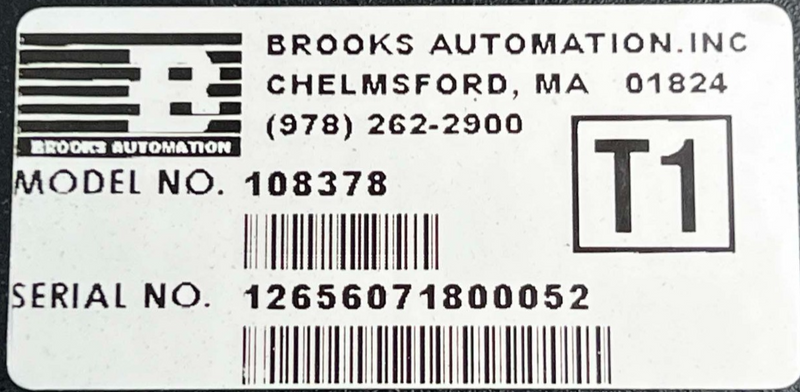 BROOKS AUTOMATION.INC
CHELMSFORD, MA 01824
(978) 262-2900
BROOKS AUTOMATION
T1
MODEL NO. 108378
SERIAL NO. 12656071800052